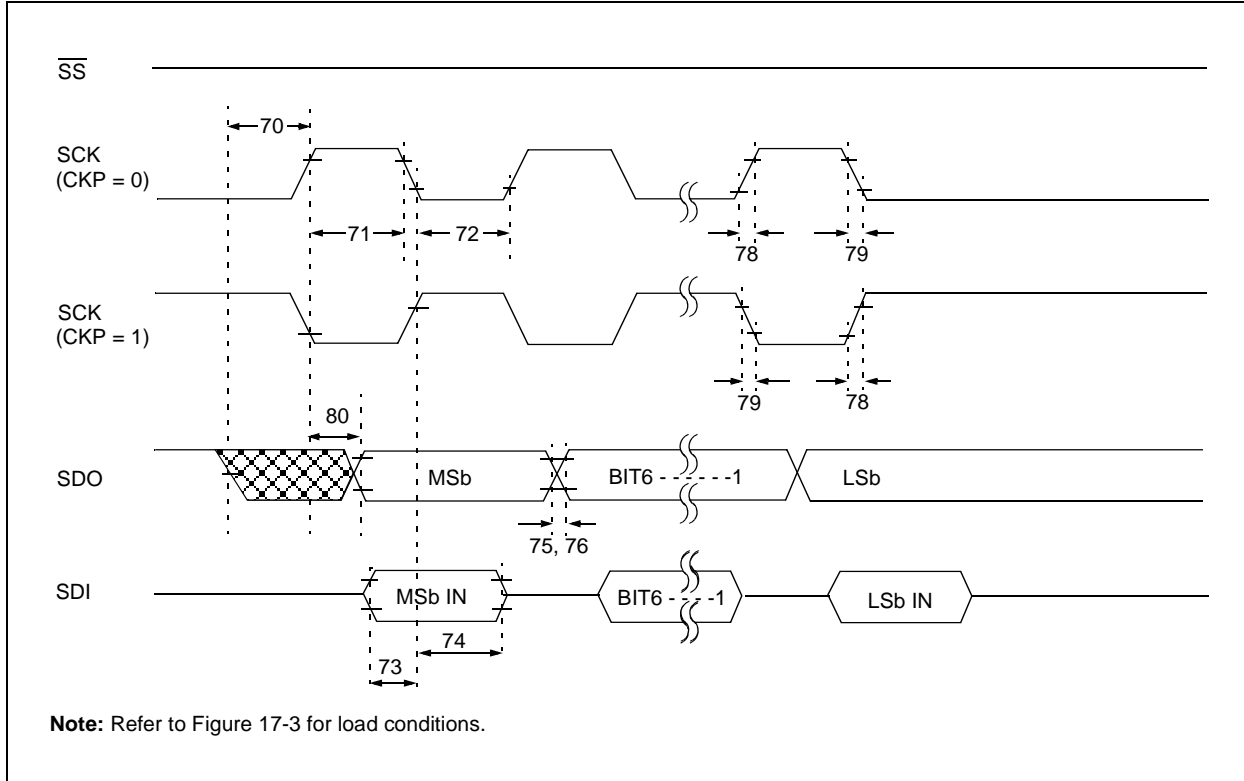 SS
70
SCK
(CKP = 0)
71
72
78
79
SCK
(CKP = 1)
79
78
80
SDO
MSb
BIT6 - - - - - -1
LSb
75, 76
SDI
MSb IN
BIT6 - - - - -1
LSb IN
74
73
Note: Refer to Figure 17-3 for load conditions.